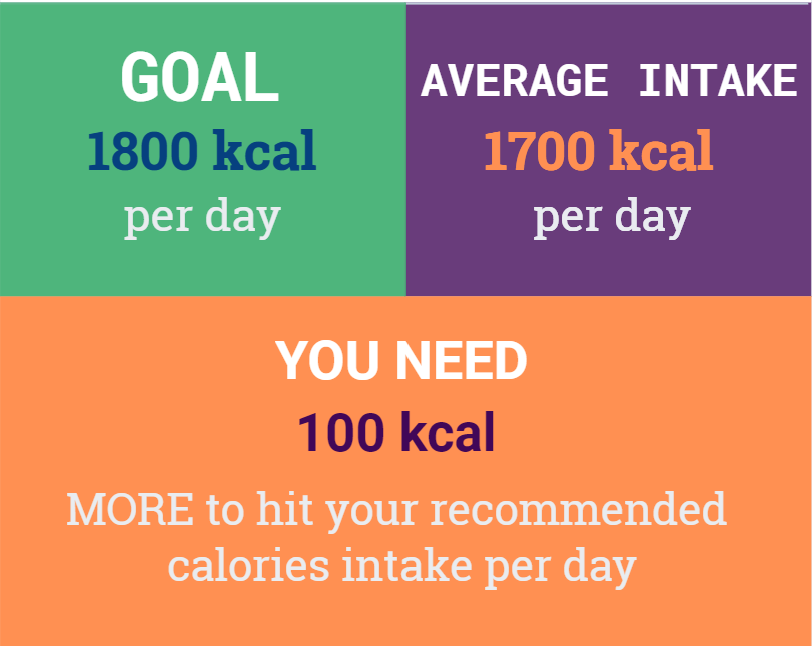 GOAL
1800 kcal
per day
AVERAGE INTAKE
1700 kcal
per day
YOU NEED
100 kcal
MORE to hit your recommended
calories intake per day